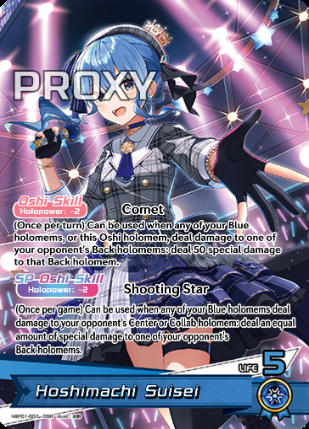 PROXY
Oshi-Skill
Holopower: -2
Comet
(Once per turn) Can be used when any of your Blue
holomems, or this Oshi holomem, deal damage to one of
your opponent's Back holomems: deal 50 special damage
to that Back holomem.
SP-Oshi-Skill
Holopower: -2
Shooting Star
(Once per game) Can be used when any of your Blue holomems deal
damage to your opponent's Center or Collab holomem: deal an equal
amount of special damage to one of your opponent's
Back holomems.
LIFE 5
Hoshimachi Suisei